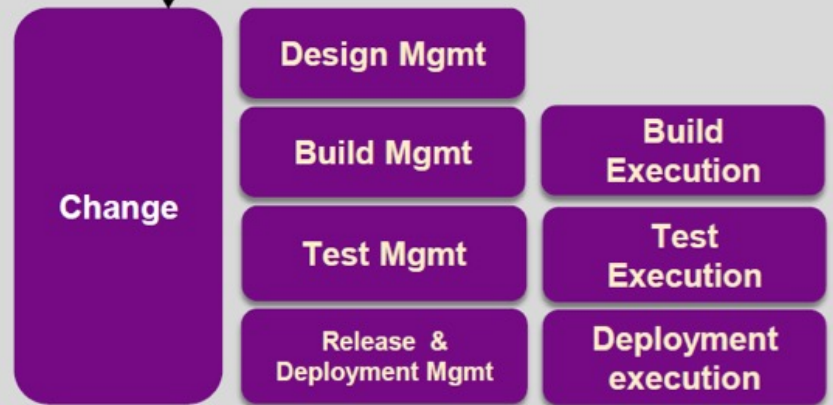 Change
Design Mgmt
Build Mgmt
Build
Execution
Test Mgmt
Test
Execution
Release &
Deployment Mgmt
Deployment
execution